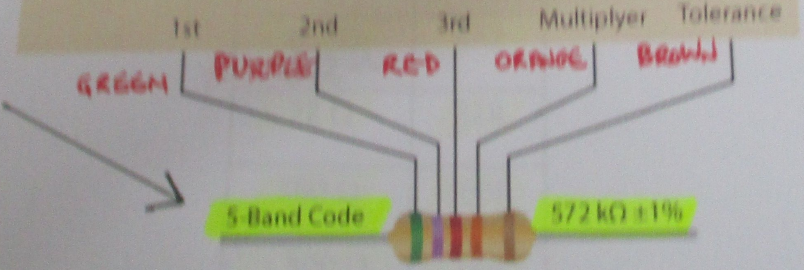 1st 2nd 3rd Multiplyer Tolerance
GREEN PURPLE RED ORANGE BROWN
5-Band Code 572 kΩ ±1%